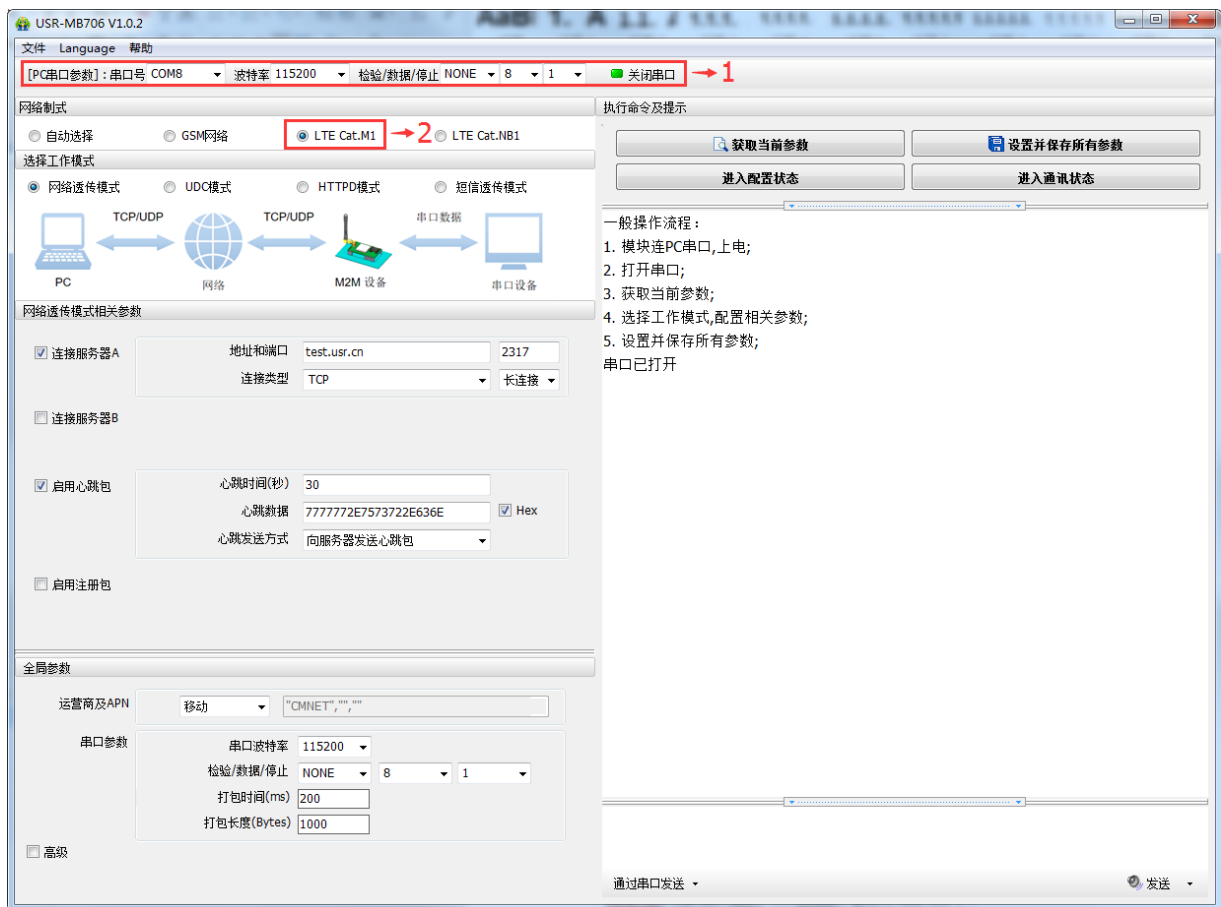 USR-MB706 V1.0.2
文件 Language 帮助
[PC串口参数]:串口号 COM8 波特率 115200 检验/数据/停止 NONE 8 1 关闭串口 1
网络制式
自动选择 GSM网络 LTE Cat.M1 2 LTE Cat.NB1
选择工作模式
网络透传模式 UDC模式 HTTPD模式 短信透传模式
TCP/UDP TCP/UDP 串口数据
PC 网络 M2M 设备 串口设备
网络透传模式相关参数
连接服务器A 地址和端口 test.usr.cn 2317
连接类型 TCP 长连接
连接服务器B
启用心跳包 心跳时间(秒) 30
心跳数据 7777772E7573722E636E Hex
心跳发送方式 向服务器发送心跳包
启用注册包
全局参数
运营商及APN 移动 "CMNET","",""
串口参数 串口波特率 115200
检验/数据/停止 NONE 8 1
打包时间(ms) 200
打包长度(Bytes) 1000
高级
执行命令及提示
获取当前参数 设置并保存所有参数
进入配置状态 进入通讯状态
一般操作流程：
1. 模块连PC串口,上电;
2. 打开串口;
3. 获取当前参数;
4. 选择工作模式,配置相关参数;
5. 设置并保存所有参数;
串口已打开
通过串口发送 发送